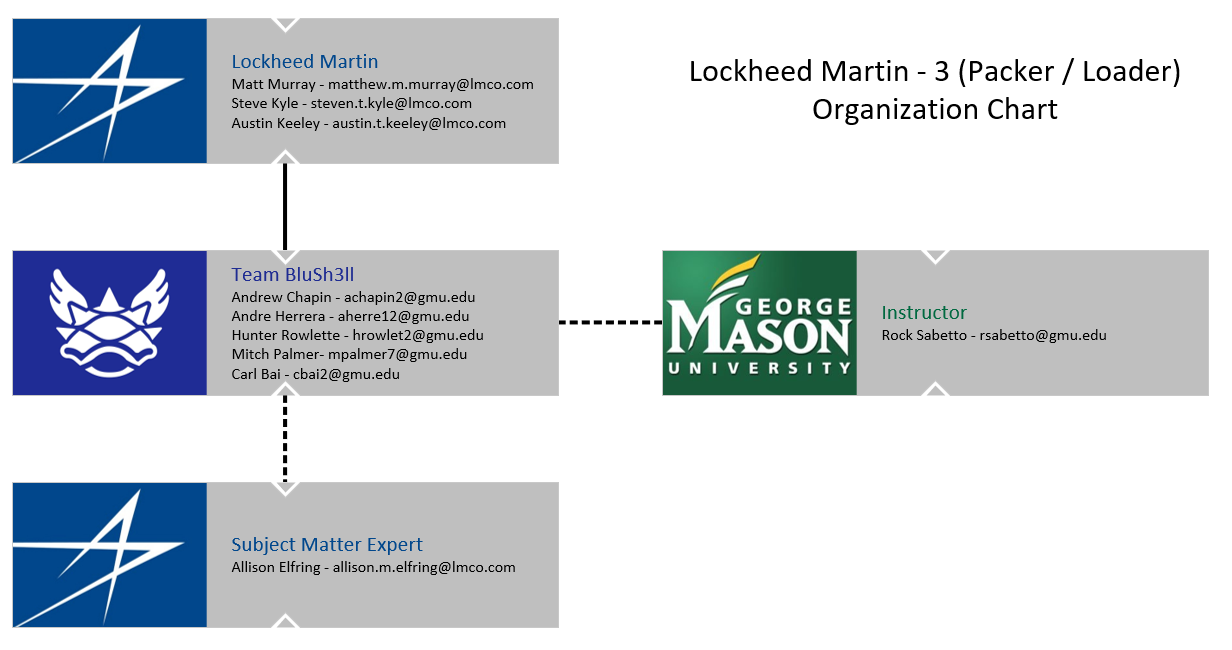 Lockheed Martin - 3 (Packer / Loader)
Organization Chart
Lockheed Martin
Matt Murray - matthew.m.murray@lmco.com
Steve Kyle - steven.t.kyle@lmco.com
Austin Keeley - austin.t.keeley@lmco.com
Team BluSh3ll
Andrew Chapin - achapin2@gmu.edu
Andre Herrera - aherre12@gmu.edu
Hunter Rowlette - hrowlet2@gmu.edu
Mitch Palmer- mpalmer7@gmu.edu
Carl Bai - cbai2@gmu.edu
GEORGE
MASON
UNIVERSITY
Instructor
Rock Sabetto - rsabetto@gmu.edu
Subject Matter Expert
Allison Elfring - allison.m.elfring@lmco.com